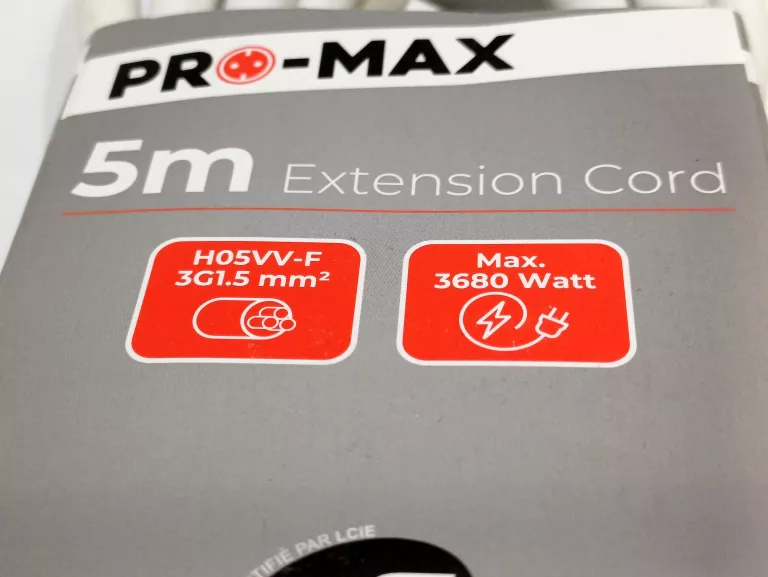 PRO-MAX
5m Extension Cord
H05VV-F
3G1.5 mm²
Max.
3680 Watt
PAR LCIE